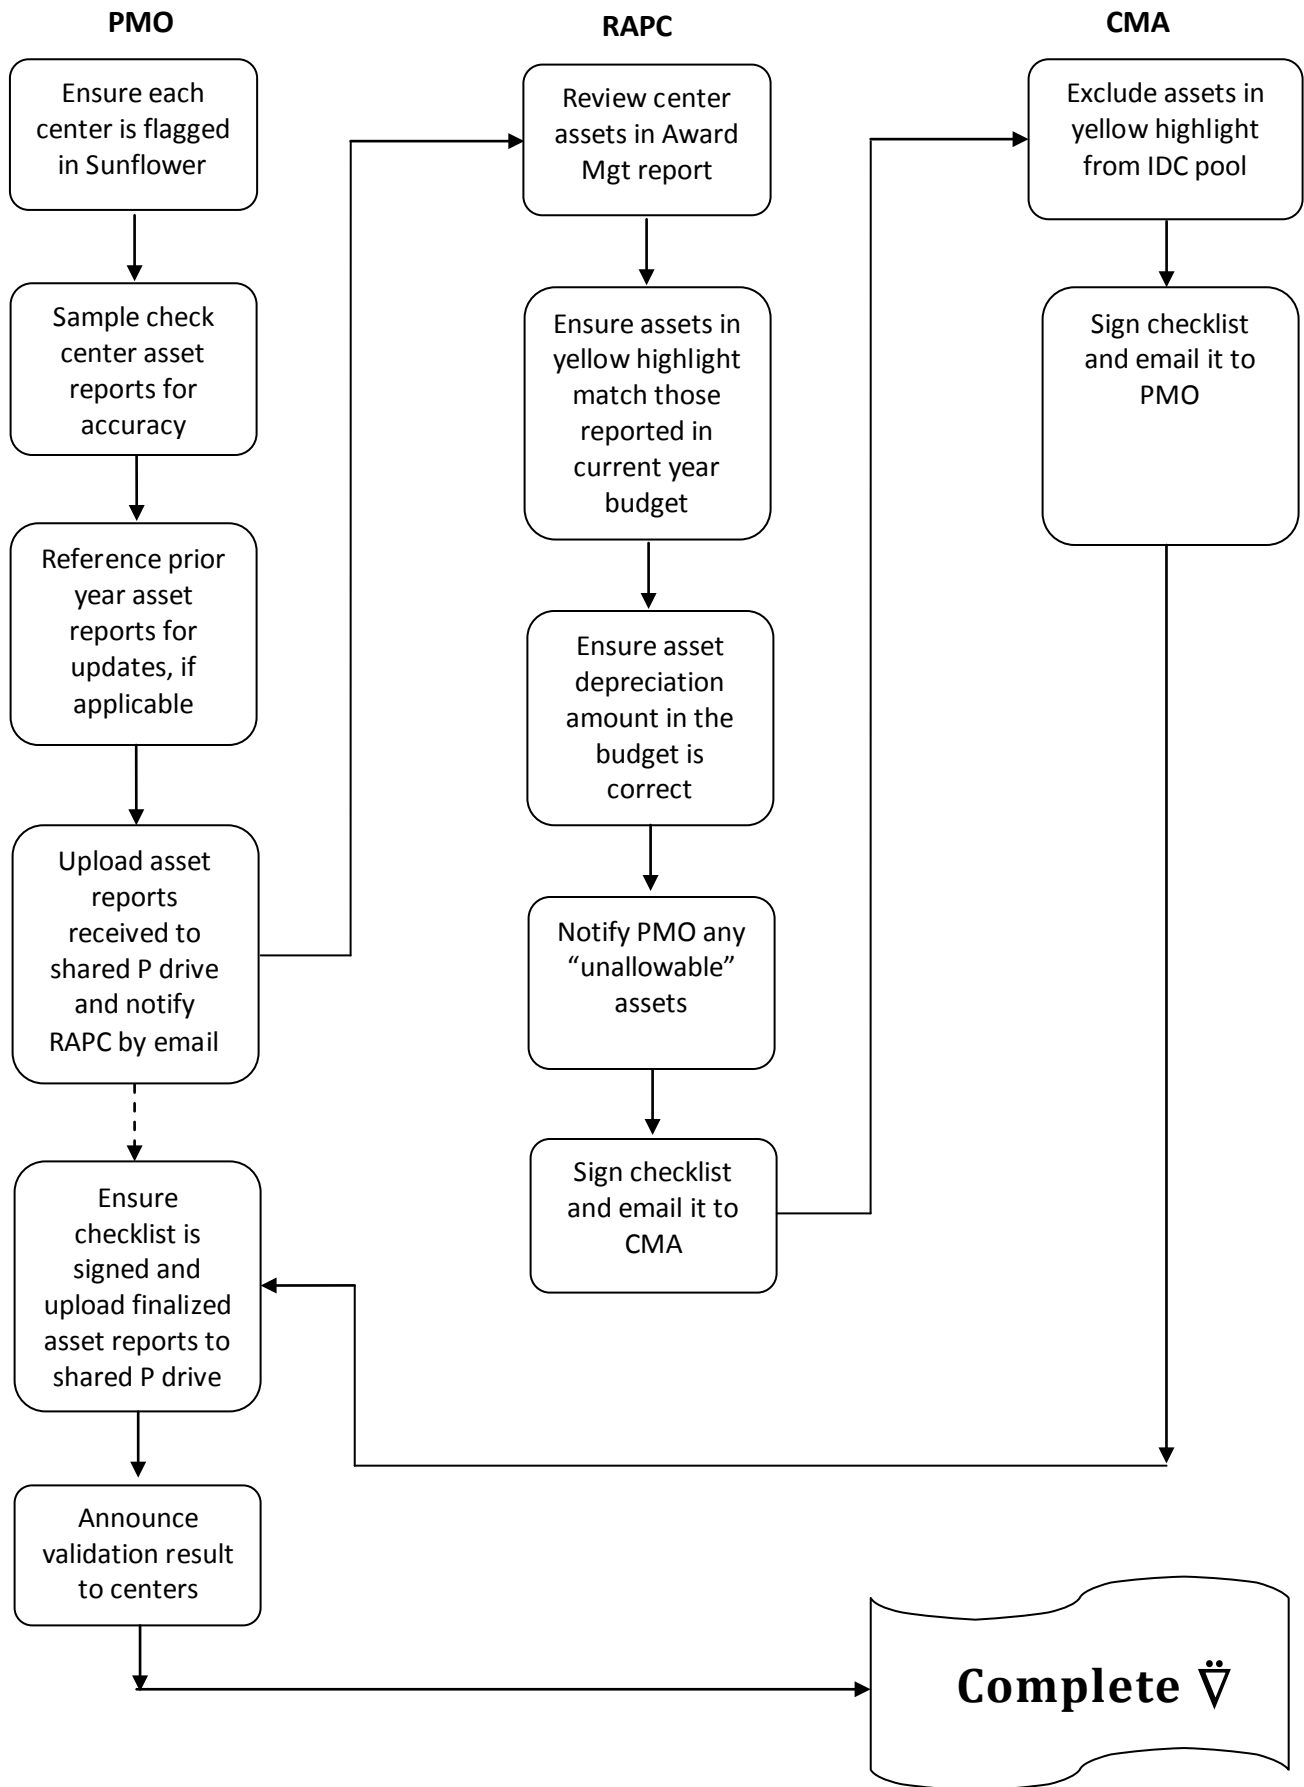 PMO
Ensure each
center is flagged
in Sunflower
Sample check
center asset
reports for
accuracy
Reference prior
year asset
reports for
updates, if
applicable
Upload asset
reports
received to
shared P drive
and notify
RAPC by email
Ensure
checklist is
signed and
upload finalized
asset reports to
shared P drive
Announce
validation result
to centers
RAPC
Review center
assets in Award
Mgt report
Ensure assets in
yellow highlight
match those
reported in
current year
budget
Ensure asset
depreciation
amount in the
budget is
correct
Notify PMO any
“unallowable”
assets
Sign checklist
and email it to
CMA
CMA
Exclude assets in
yellow highlight
from IDC pool
Sign checklist
and email it to
PMO
Complete ⍢